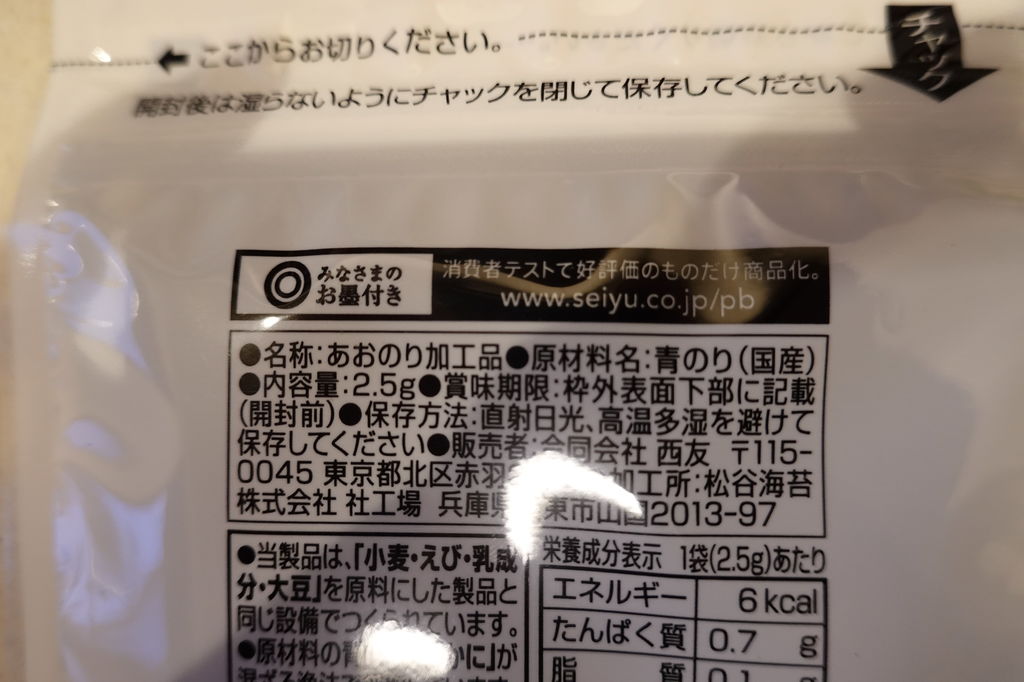 ここからお切りください。
チャック
開封後は湿らないようにチャックを閉じて保存してください。
みなさまの
お墨付き
消費者テストで好評価のものだけ商品化。
www.seiyu.co.jp/pb
●名称:あおのり加工品●原材料名:青のり(国産)
●内容量:2.5g●賞味期限:枠外表面下部に記載
(開封前)●保存方法:直射日光、高温多湿を避けて
保存してください●販売者:合同会社 西友 〒115-
0045 東京都北区赤羽 加工所:松谷海苔
株式会社 社工場 兵庫県 東市山国2013-97
●当製品は、「小麦・えび・乳成
分・大豆」を原料にした製品と
同じ設備でつくられています。
●原材料の青 かに」が
栄養成分表示 1袋(2.5g)あたり
エネルギー 6kcal
たんぱく質 0.7 g
脂質 0.1 g